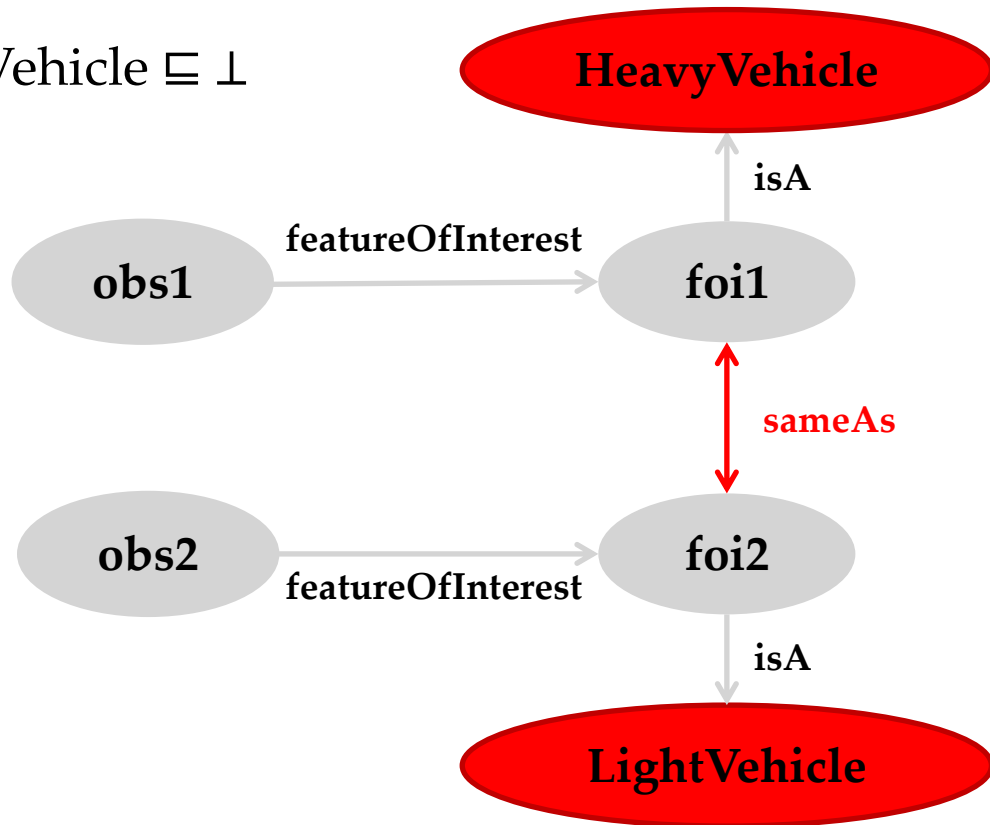 Vehicle ⊑ ⊥
HeavyVehicle
isA
featureOfInterest
obs1
foi1
sameAs
obs2
foi2
featureOfInterest
isA
LightVehicle